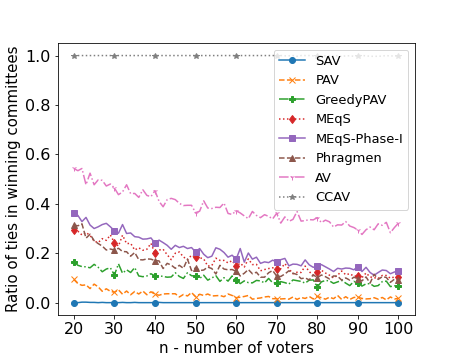 Ratio of ties in winning committees
1.0
0.8
0.6
0.4
0.2
0.0
SAV
PAV
GreedyPAV
MEqS
MEqS-Phase-I
Phragmen
AV
CCAV
20 30 40 50 60 70 80 90 100
n - number of voters